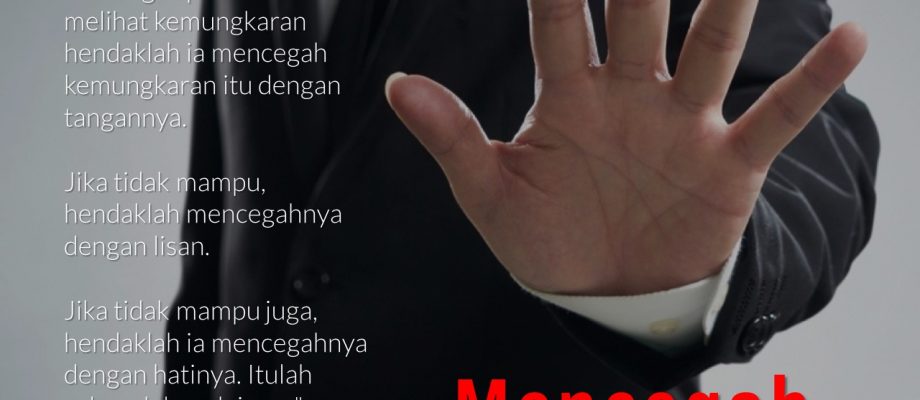 melihat kemungkaran
hendaklah ia mencegah
kemungkaran itu dengan
tangannya.
Jika tidak mampu,
hendaklah mencegahnya
dengan lisan.
Jika tidak mampu juga,
hendaklah ia mencegahnya
dengan hatinya. Itulah
Mencegah